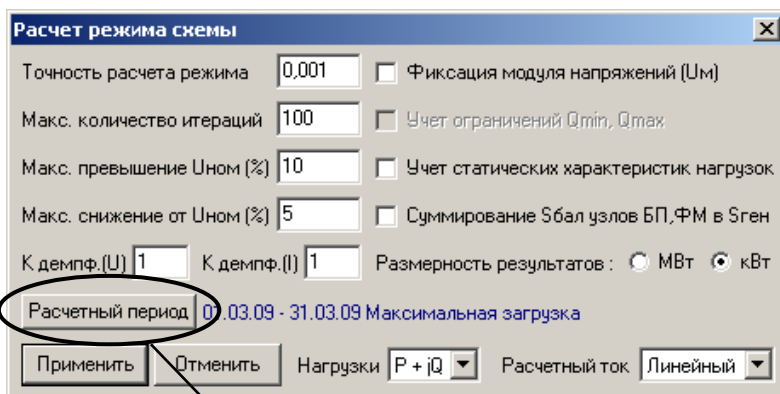 Расчет режима схемы
Точность расчета режима 0,001 Фиксация модуля напряжений (Uм)
Макс. количество итераций 100 Учет ограничений Qmin, Qmax
Макс. превышение Uном (%) 10 Учет статических характеристик нагрузок
Макс. снижение от Uном (%) 5 Суммирование Sбал узлов БП,ФМ в Sген
К демпф.(U) 1 К демпф.(I) 1 Размерность результатов : МВт кВт
Расчетный период 01.03.09 - 31.03.09 Максимальная загрузка
Применить Отменить Нагрузки P + jQ Расчетный ток Линейный